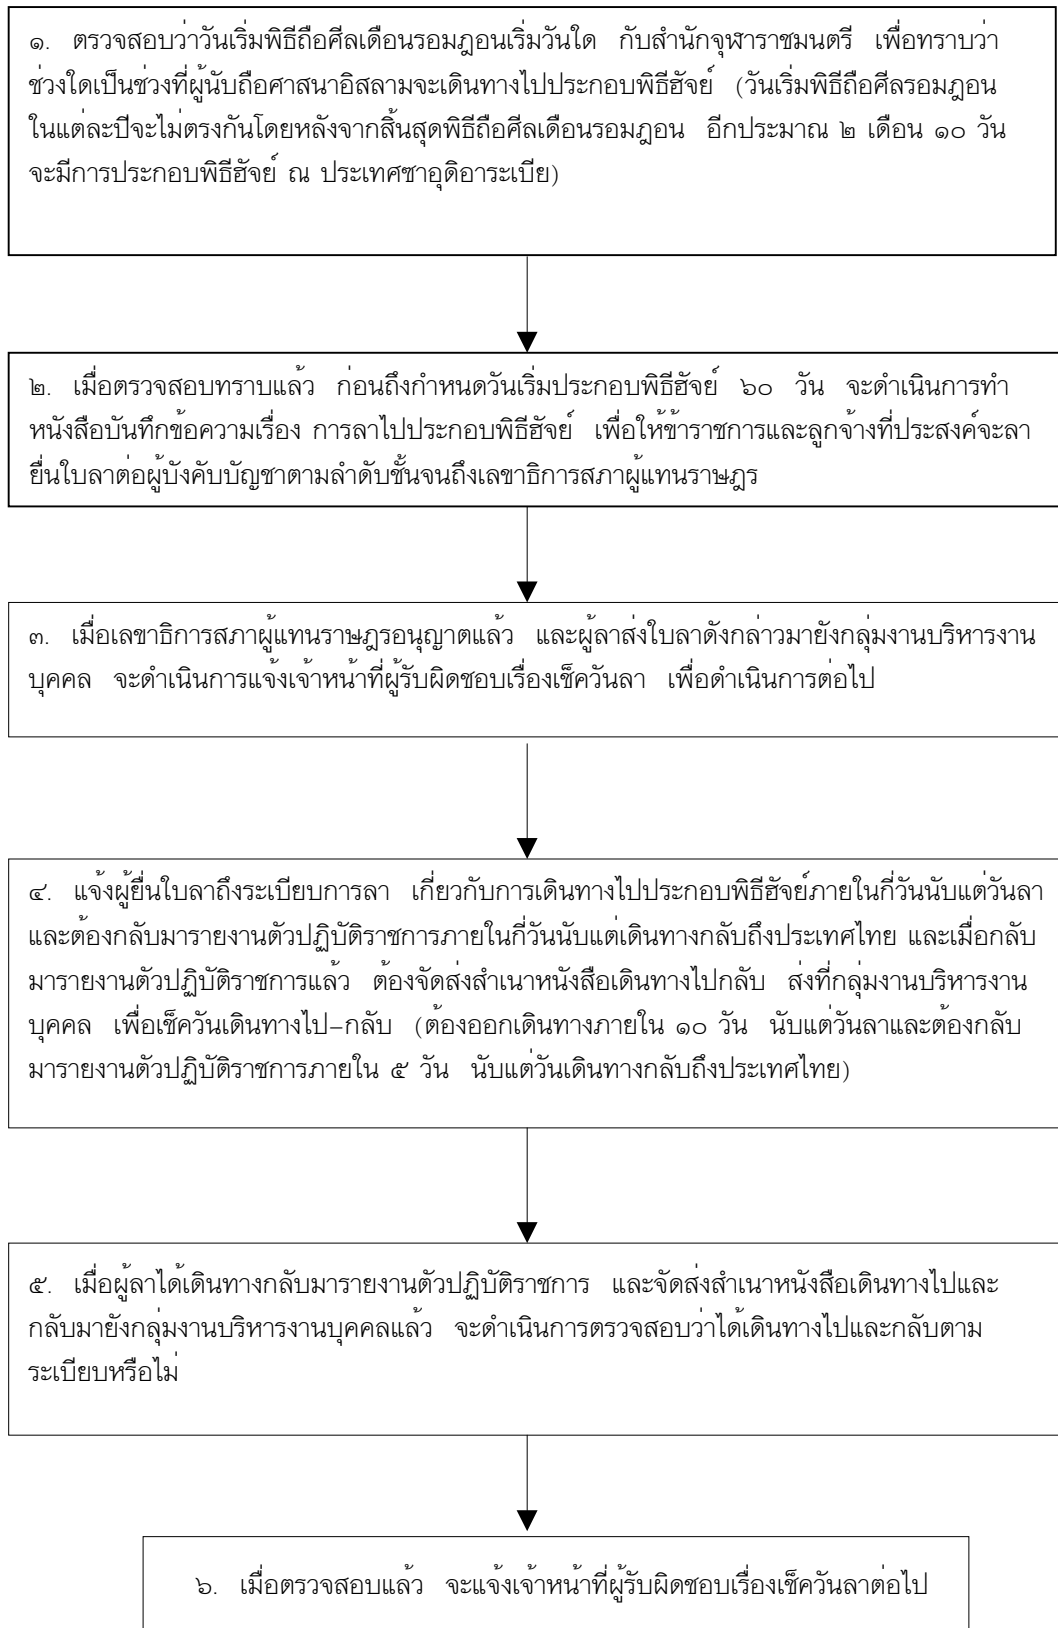 ๑. ตรวจสอบว่าวันเริ่มพิธีถือศีลเดือนรอมฎอนเริ่มวันใด กับสำนักจุฬาราชมนตรี เพื่อทราบว่า
ช่วงใดเป็นช่วงที่ผู้นับถือศาสนาอิสลามจะเดินทางไปประกอบพิธีฮัจย์ (วันเริ่มพิธีถือศีลรอมฎอน
ในแต่ละปีจะไม่ตรงกันโดยหลังจากสิ้นสุดพิธีถือศีลเดือนรอมฎอน อีกประมาณ ๒ เดือน ๑๐ วัน
จะมีการประกอบพิธีฮัจย์ ณ ประเทศซาอุดิอาระเบีย)
๒. เมื่อตรวจสอบทราบแล้ว ก่อนถึงกำหนดวันเริ่มประกอบพิธีฮัจย์ ๖๐ วัน จะดำเนินการทำ
หนังสือบันทึกข้อความเรื่อง การลาไปประกอบพิธีฮัจย์ เพื่อให้ข้าราชการและลูกจ้างที่ประสงค์จะลา
ยื่นใบลาต่อผู้บังคับบัญชาตามลำดับชั้นจนถึงเลขาธิการสภาผู้แทนราษฎร
๓. เมื่อเลขาธิการสภาผู้แทนราษฎรอนุญาตแล้ว และผู้ลาส่งใบลาดังกล่าวมายังกลุ่มงานบริหารงาน
บุคคล จะดำเนินการแจ้งเจ้าหน้าที่ผู้รับผิดชอบเรื่องเช็ควันลา เพื่อดำเนินการต่อไป
๔. แจ้งผู้ยื่นใบลาถึงระเบียบการลา เกี่ยวกับการเดินทางไปประกอบพิธีฮัจย์ภายในกี่วันนับแต่วันลา
และต้องกลับมารายงานตัวปฏิบัติราชการภายในกี่วันนับแต่เดินทางกลับถึงประเทศไทย และเมื่อกลับ
มารายงานตัวปฏิบัติราชการแล้ว ต้องจัดส่งสำเนาหนังสือเดินทางไปกลับ ส่งที่กลุ่มงานบริหารงาน
บุคคล เพื่อเช็ควันเดินทางไป–กลับ (ต้องออกเดินทางภายใน ๑๐ วัน นับแต่วันลาและต้องกลับ
มารายงานตัวปฏิบัติราชการภายใน ๕ วัน นับแต่วันเดินทางกลับถึงประเทศไทย)
๕. เมื่อผู้ลาได้เดินทางกลับมารายงานตัวปฏิบัติราชการ และจัดส่งสำเนาหนังสือเดินทางไปและ
กลับมายังกลุ่มงานบริหารงานบุคคลแล้ว จะดำเนินการตรวจสอบว่าได้เดินทางไปและกลับตาม
ระเบียบหรือไม่
๖. เมื่อตรวจสอบแล้ว จะแจ้งเจ้าหน้าที่ผู้รับผิดชอบเรื่องเช็ควันลาต่อไป